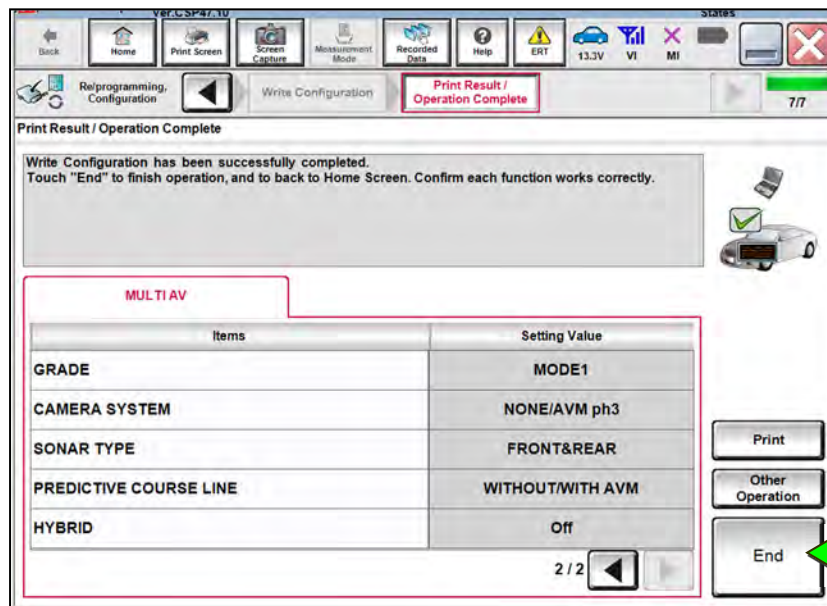 Ver.CSP47.10
States
Back
Home
Print Screen
Screen
Capture
Measurement
Mode
Recorded
Data
Help
ERT
13.3V
VI
MI
Re/programming,
Configuration
Write Configuration
Print Result /
Operation Complete
7/7
Print Result / Operation Complete
Write Configuration has been successfully completed.
Touch "End" to finish operation, and to back to Home Screen. Confirm each function works correctly.
MULTI AV
Items
Setting Value
GRADE
MODE1
CAMERA SYSTEM
NONE/AVM ph3
SONAR TYPE
FRONT&REAR
PREDICTIVE COURSE LINE
WITHOUT/WITH AVM
HYBRID
Off
2 / 2
Print
Other
Operation
End